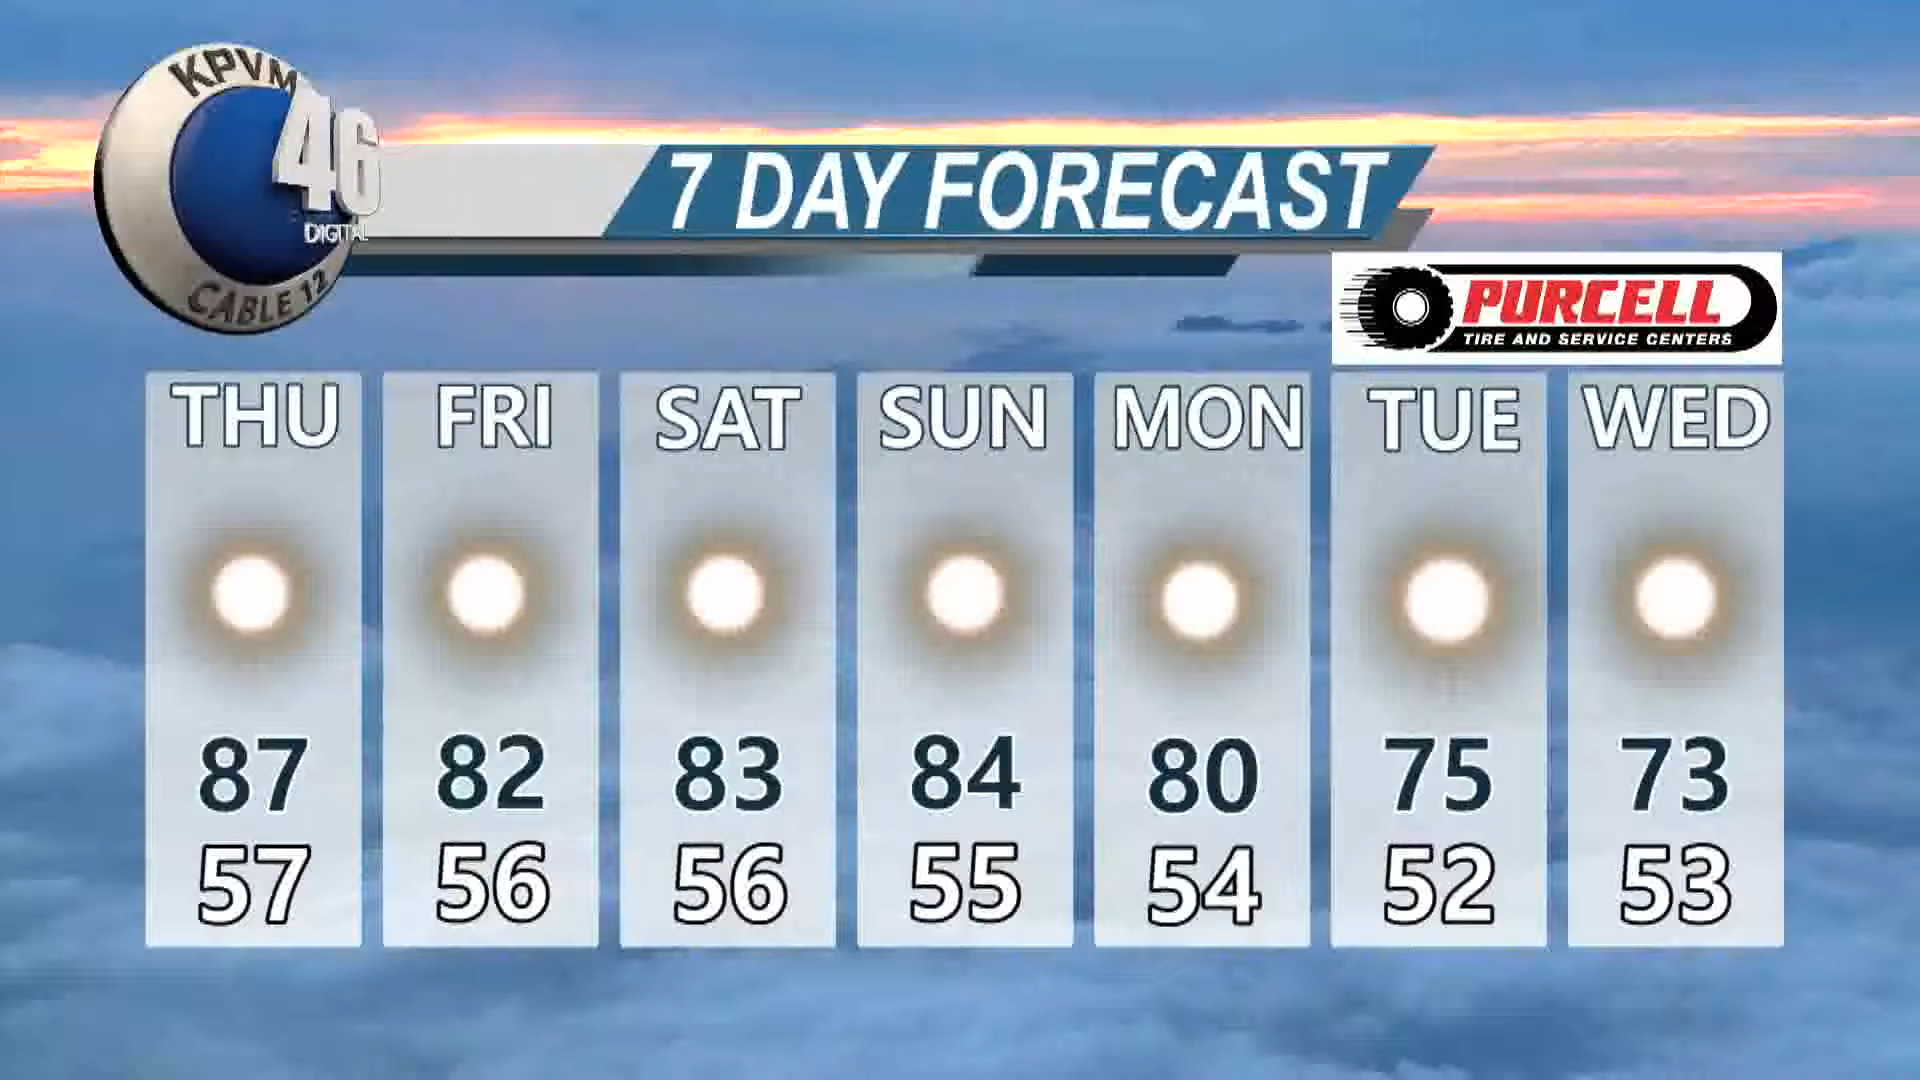 KPVM
46
DIGITAL
CABLE 12
7 DAY FORECAST
PURCELL
TIRE AND SERVICE CENTERS
THU FRI SAT SUN MON TUE WED
87 82 83 84 80 75 73
57 56 56 55 54 52 53